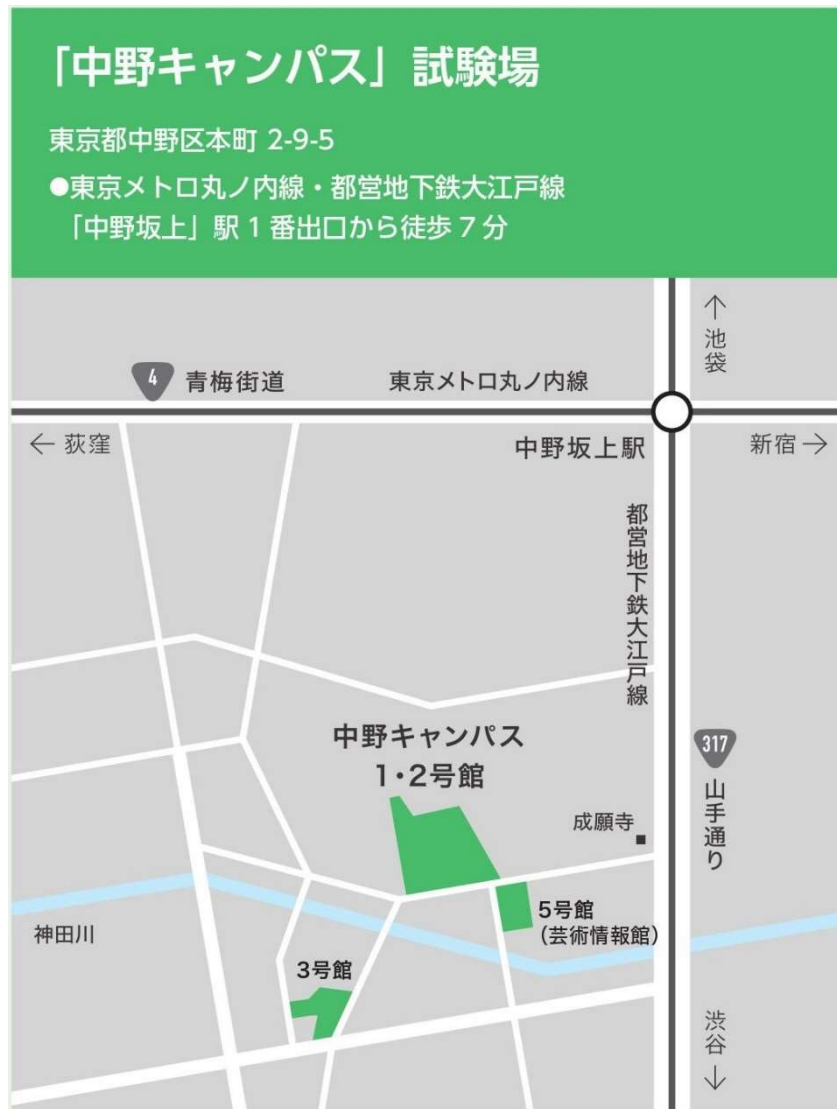 「中野キャンパス」試験場
東京都中野区本町 2-9-5
●東京メトロ丸ノ内線・都営地下鉄大江戸線
「中野坂上」駅 1 番出口から徒歩 7 分
↑
池袋
4 青梅街道
東京メトロ丸ノ内線
← 荻窪
中野坂上駅
新宿 →
都営地下鉄大江戸線
中野キャンパス
1・2号館
317
山手通り
成願寺
5号館
(芸術情報館)
神田川
3号館
渋谷
↓